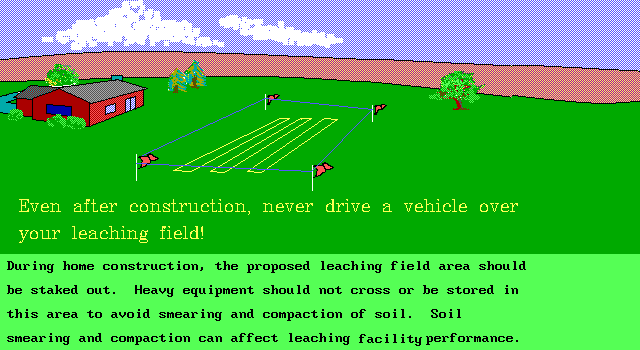 Even after construction, never drive a vehicle over
your leaching field!
During home construction, the proposed leaching field area should
be staked out.  Heavy equipment should not cross or be stored in
this area to avoid smearing and compaction of soil.  Soil
smearing and compaction can affect leaching facility performance.